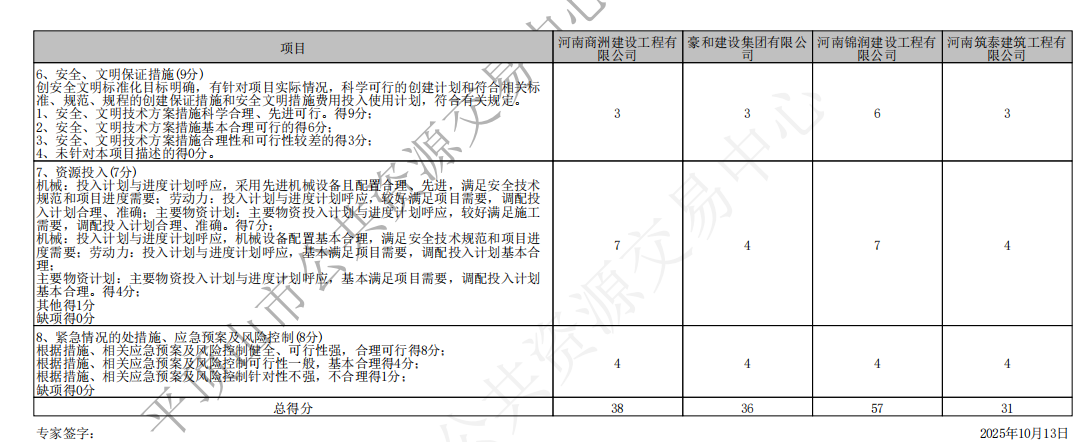 项目
河南商洲建设工程有限公司
豪和建设集团有限公司
河南锦润建设工程有限公司
河南筑泰建筑工程有限公司
6、安全、文明保证措施(9分)
创安全文明标准化目标明确，有针对项目实际情况，科学可行的创建计划和符合相关标
准、规范、规程的创建保证措施和安全文明措施费用投入使用计划，符合有关规定。
1、安全、文明技术方案措施科学合理、先进可行。得9分；
2、安全、文明技术方案措施基本合理可行的得6分；
3、安全、文明技术方案措施合理性和可行性较差的得3分；
4、未针对本项目描述的得0分。
3
3
6
3
7、资源投入(7分)
机械：投入计划与进度计划呼应，采用先进机械设备且配置合理、先进，满足安全技术
规范和项目进度需要；劳动力：投入计划与进度计划呼应，较好满足项目需要，调配投
入计划合理、准确；主要物资计划：主要物资投入计划与进度计划呼应，较好满足施工
需要，调配投入计划合理、准确。得7分；
机械：投入计划与进度计划呼应，机械设备配置基本合理，满足安全技术规范和项目进
度需要；劳动力：投入计划与进度计划呼应，基本满足项目需要，调配投入计划基本合
理；
主要物资计划：主要物资投入计划与进度计划呼应，基本满足项目需要，调配投入计划
基本合理。得4分；
其他得1分
缺项得0分
7
4
7
4
8、紧急情况的处措施、应急预案及风险控制(8分)
根据措施、相关应急预案及风险控制健全、可行性强，合理可行得8分；
根据措施、相关应急预案及风险控制可行性一般，基本合理得4分；
根据措施、相关应急预案及风险控制针对性不强，不合理得1分；
缺项得0分
4
4
4
4
总得分
38
36
57
31
专家签字：
2025年10月13日
平顶山市公共资源交易中心
公共资源交易中心